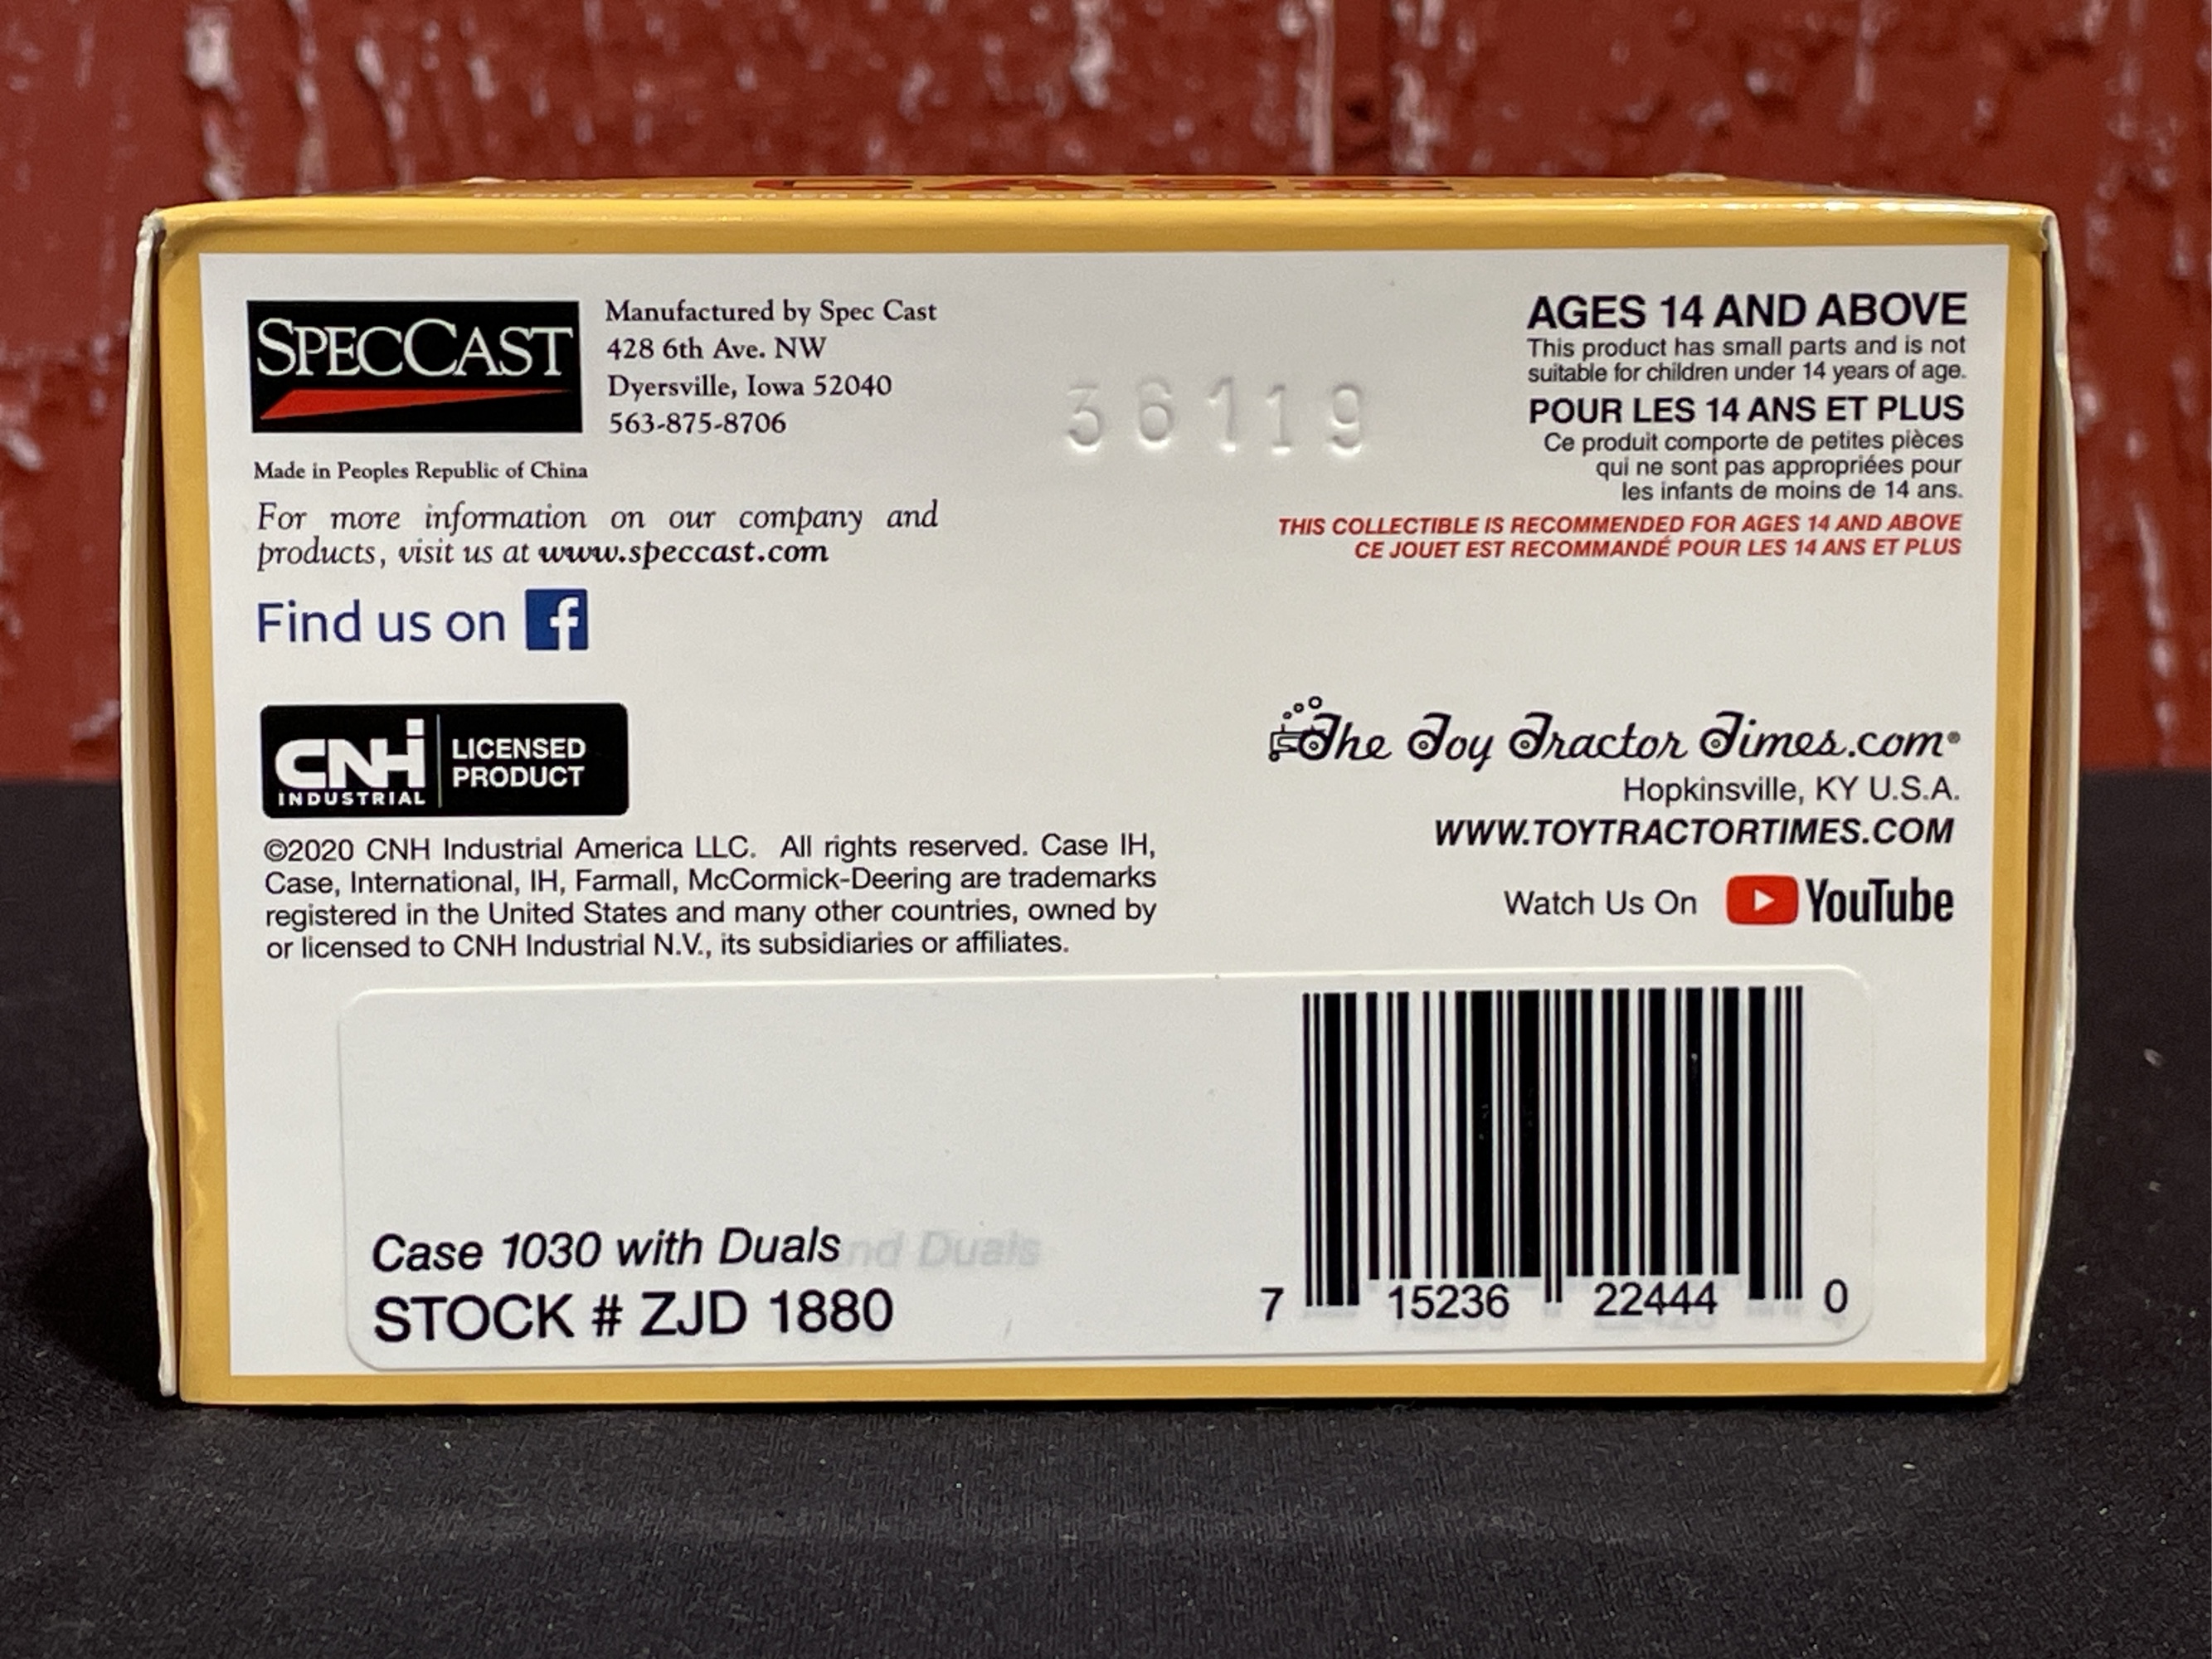 SPECCAST
Manufactured by Spec Cast
428 6th Ave. NW
Dyersville, Iowa 52040
563-875-8706
Made in Peoples Republic of China
For more information on our company and
products, visit us at www.speccast.com
Find us on f
36119
AGES 14 AND ABOVE
This product has small parts and is not
suitable for children under 14 years of age.
POUR LES 14 ANS ET PLUS
Ce produit comporte de petites pièces
qui ne sont pas appropriées pour
les infants de moins de 14 ans.
THIS COLLECTIBLE IS RECOMMENDED FOR AGES 14 AND ABOVE
CE JOUET EST RECOMMANDÉ POUR LES 14 ANS ET PLUS
CNH
INDUSTRIAL
LICENSED
PRODUCT
©2020 CNH Industrial America LLC. All rights reserved. Case IH,
Case, International, IH, Farmall, McCormick-Deering are trademarks
registered in the United States and many other countries, owned by
or licensed to CNH Industrial N.V., its subsidiaries or affiliates.
The Toy Tractor Times.com®
Hopkinsville, KY U.S.A.
WWW.TOYTRACTORTIMES.COM
Watch Us On YouTube
Case 1030 with Duals nd Duals
STOCK # ZJD 1880
7 15236 22444 0